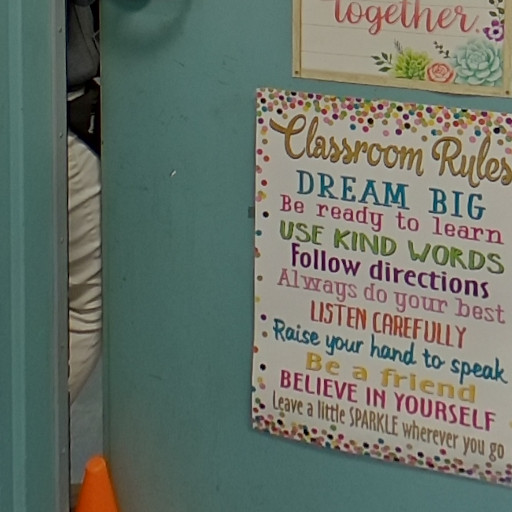 together.
Classroom Rules
DREAM BIG
Be ready to learn
USE KIND WORDS
Follow directions
Always do your best
LISTEN CAREFULLY
Raise your hand to speak
Be a friend
BELIEVE IN YOURSELF
Leave a little SPARKLE wherever you go